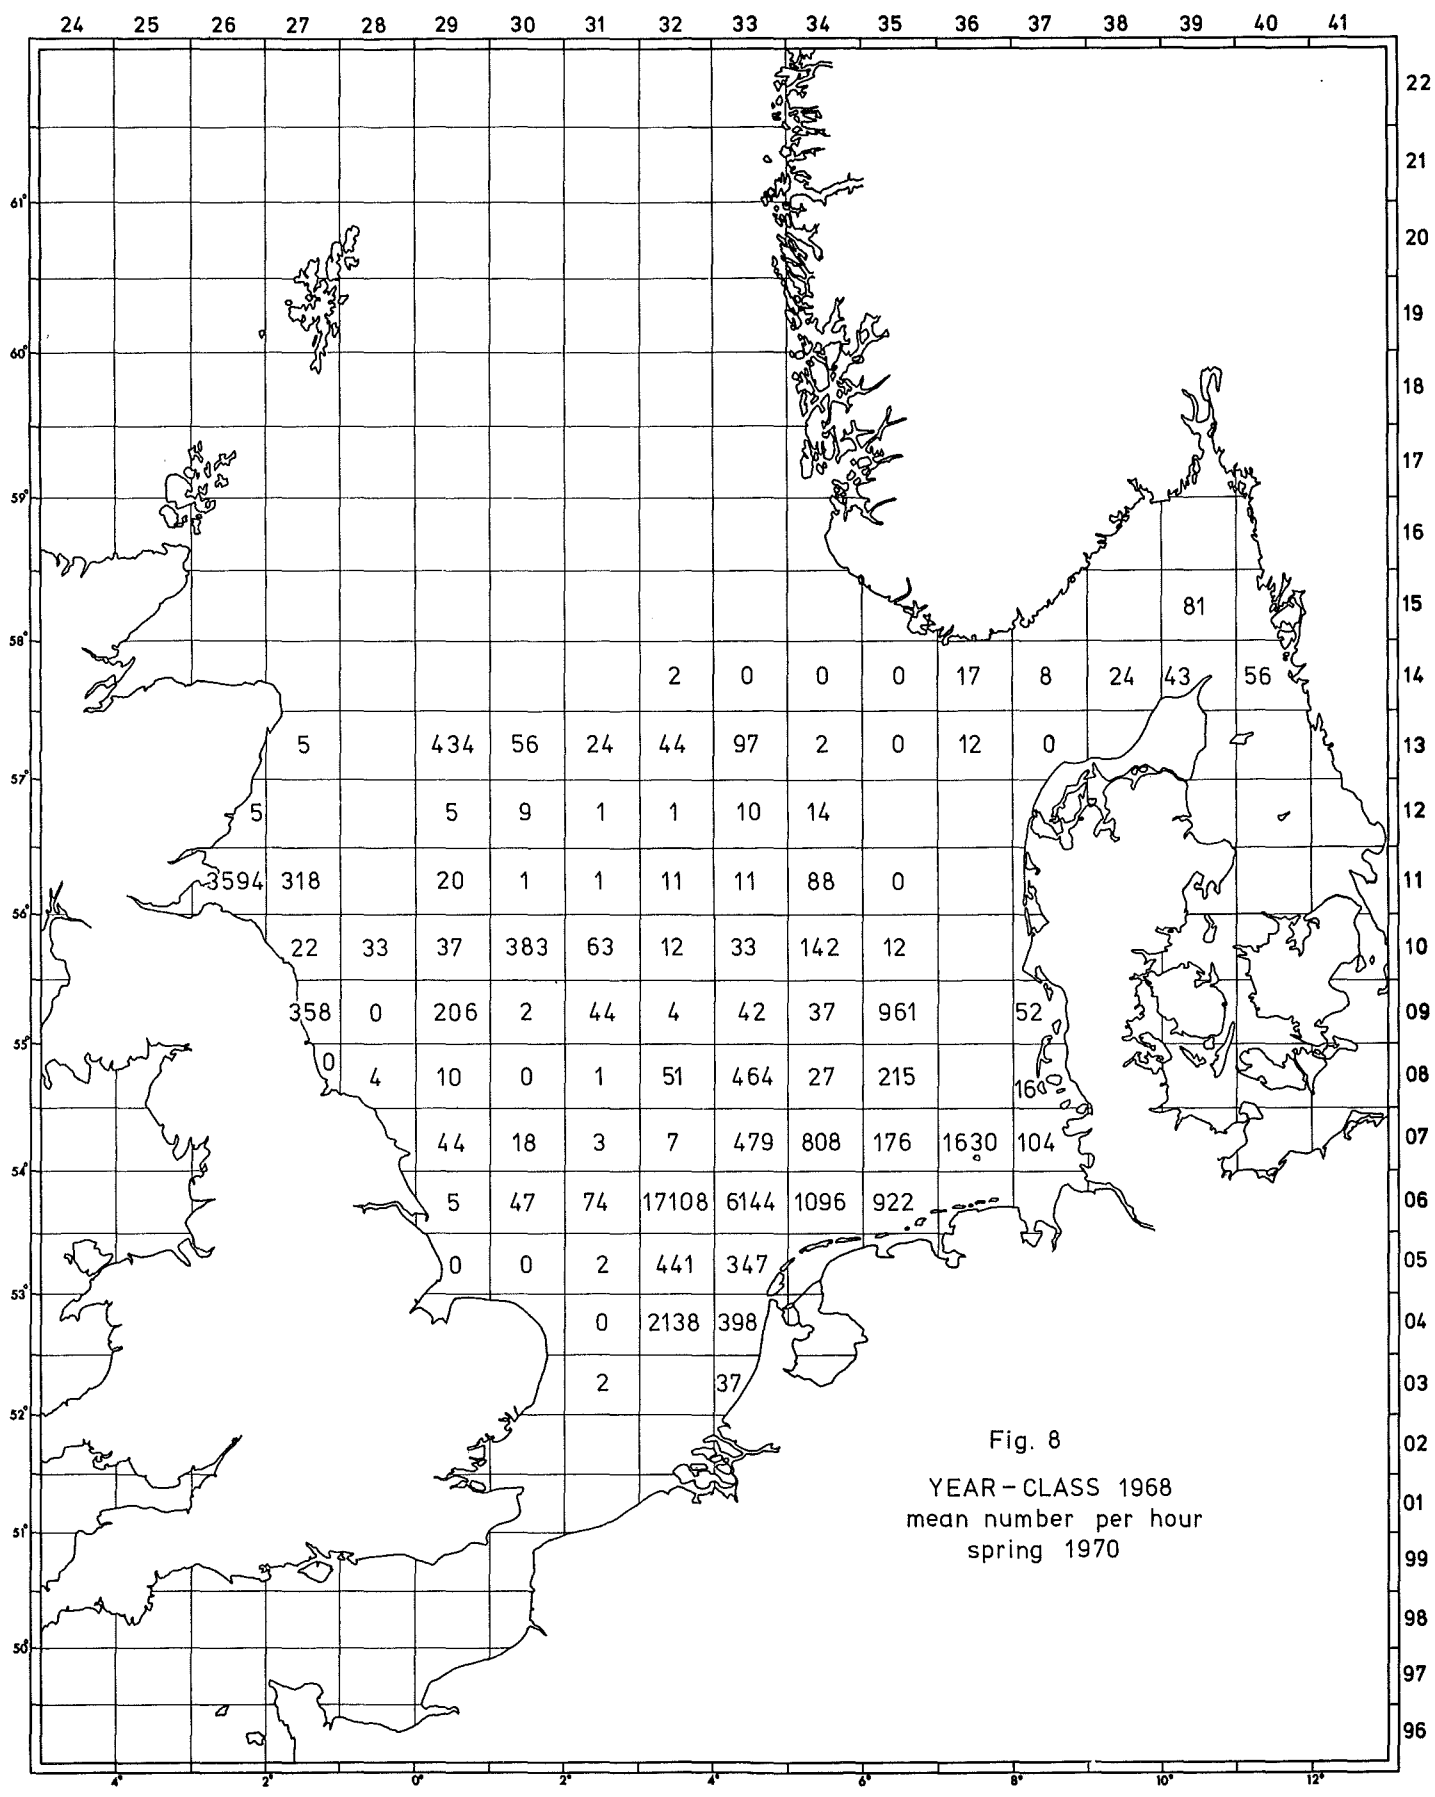 24 25 26 27 28 29 30 31 32 33 34 35 36 37 38 39 40 41
22
21
61°
20
19
60°
18
17
59°
16
81 15
58°
2 0 0 0 17 8 24 43 56 14
5 434 56 24 44 97 2 0 12 0 13
57°
5 5 9 1 1 10 14 12
3594 318 20 1 1 11 11 88 0 11
56°
22 33 37 383 63 12 33 142 12 10
358 0 206 2 44 4 42 37 961 52 09
55°
0 4 10 0 1 51 464 27 215 16 08
44 18 3 7 479 808 176 1630 104 07
54°
5 47 74 17108 6144 1096 922 06
0 0 2 441 347 05
53°
0 2138 398 04
2 37 03
52°
Fig. 8 02
YEAR-CLASS 1968
01
mean number per hour
51°
spring 1970 99
98
50°
97
96
4° 2° 0° 2° 4° 6° 8° 10° 12°